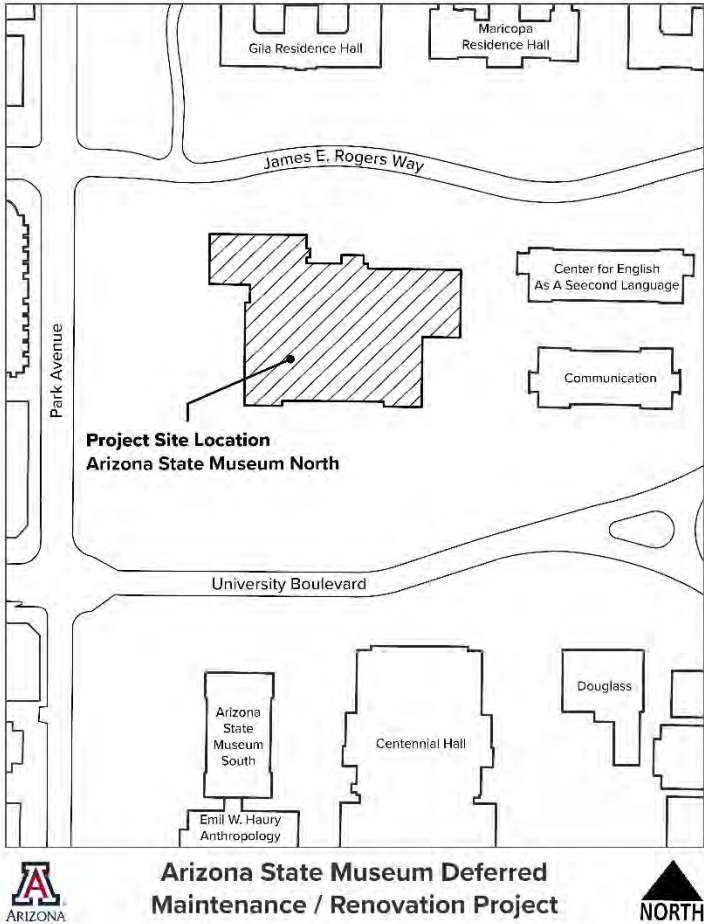 Gila Residence Hall
Maricopa
Residence Hall
James E. Rogers Way
Center for English
As A Seecond Language
Communication
Park Avenue
Project Site Location
Arizona State Museum North
University Boulevard
Arizona
State
Museum
South
Centennial Hall
Douglass
Emil W. Haury
Anthropology
A
ARIZONA
Arizona State Museum Deferred
Maintenance / Renovation Project
NORTH